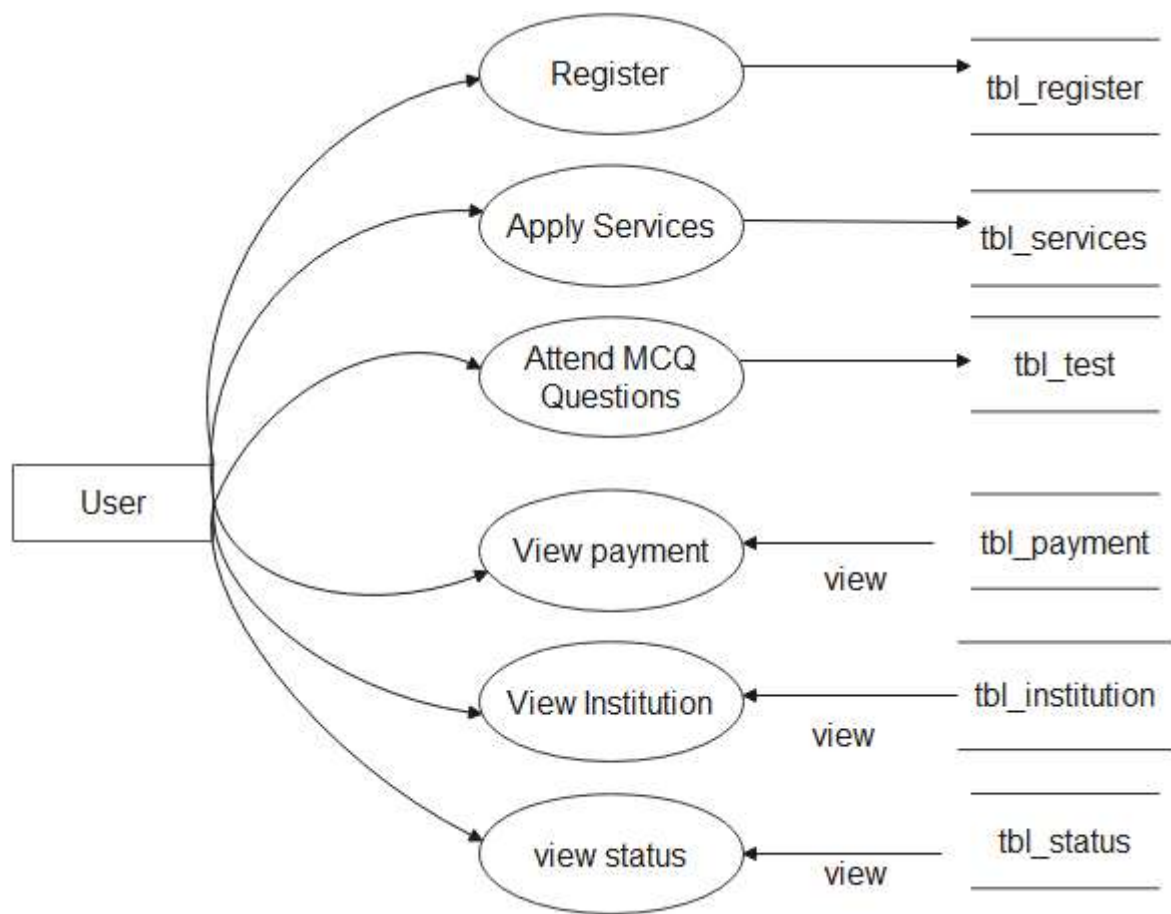 Register
tbl_register
Apply Services
tbl_services
Attend MCQ
Questions
tbl_test
User
View payment
view
tbl_payment
View Institution
view
tbl_institution
view status
view
tbl_status